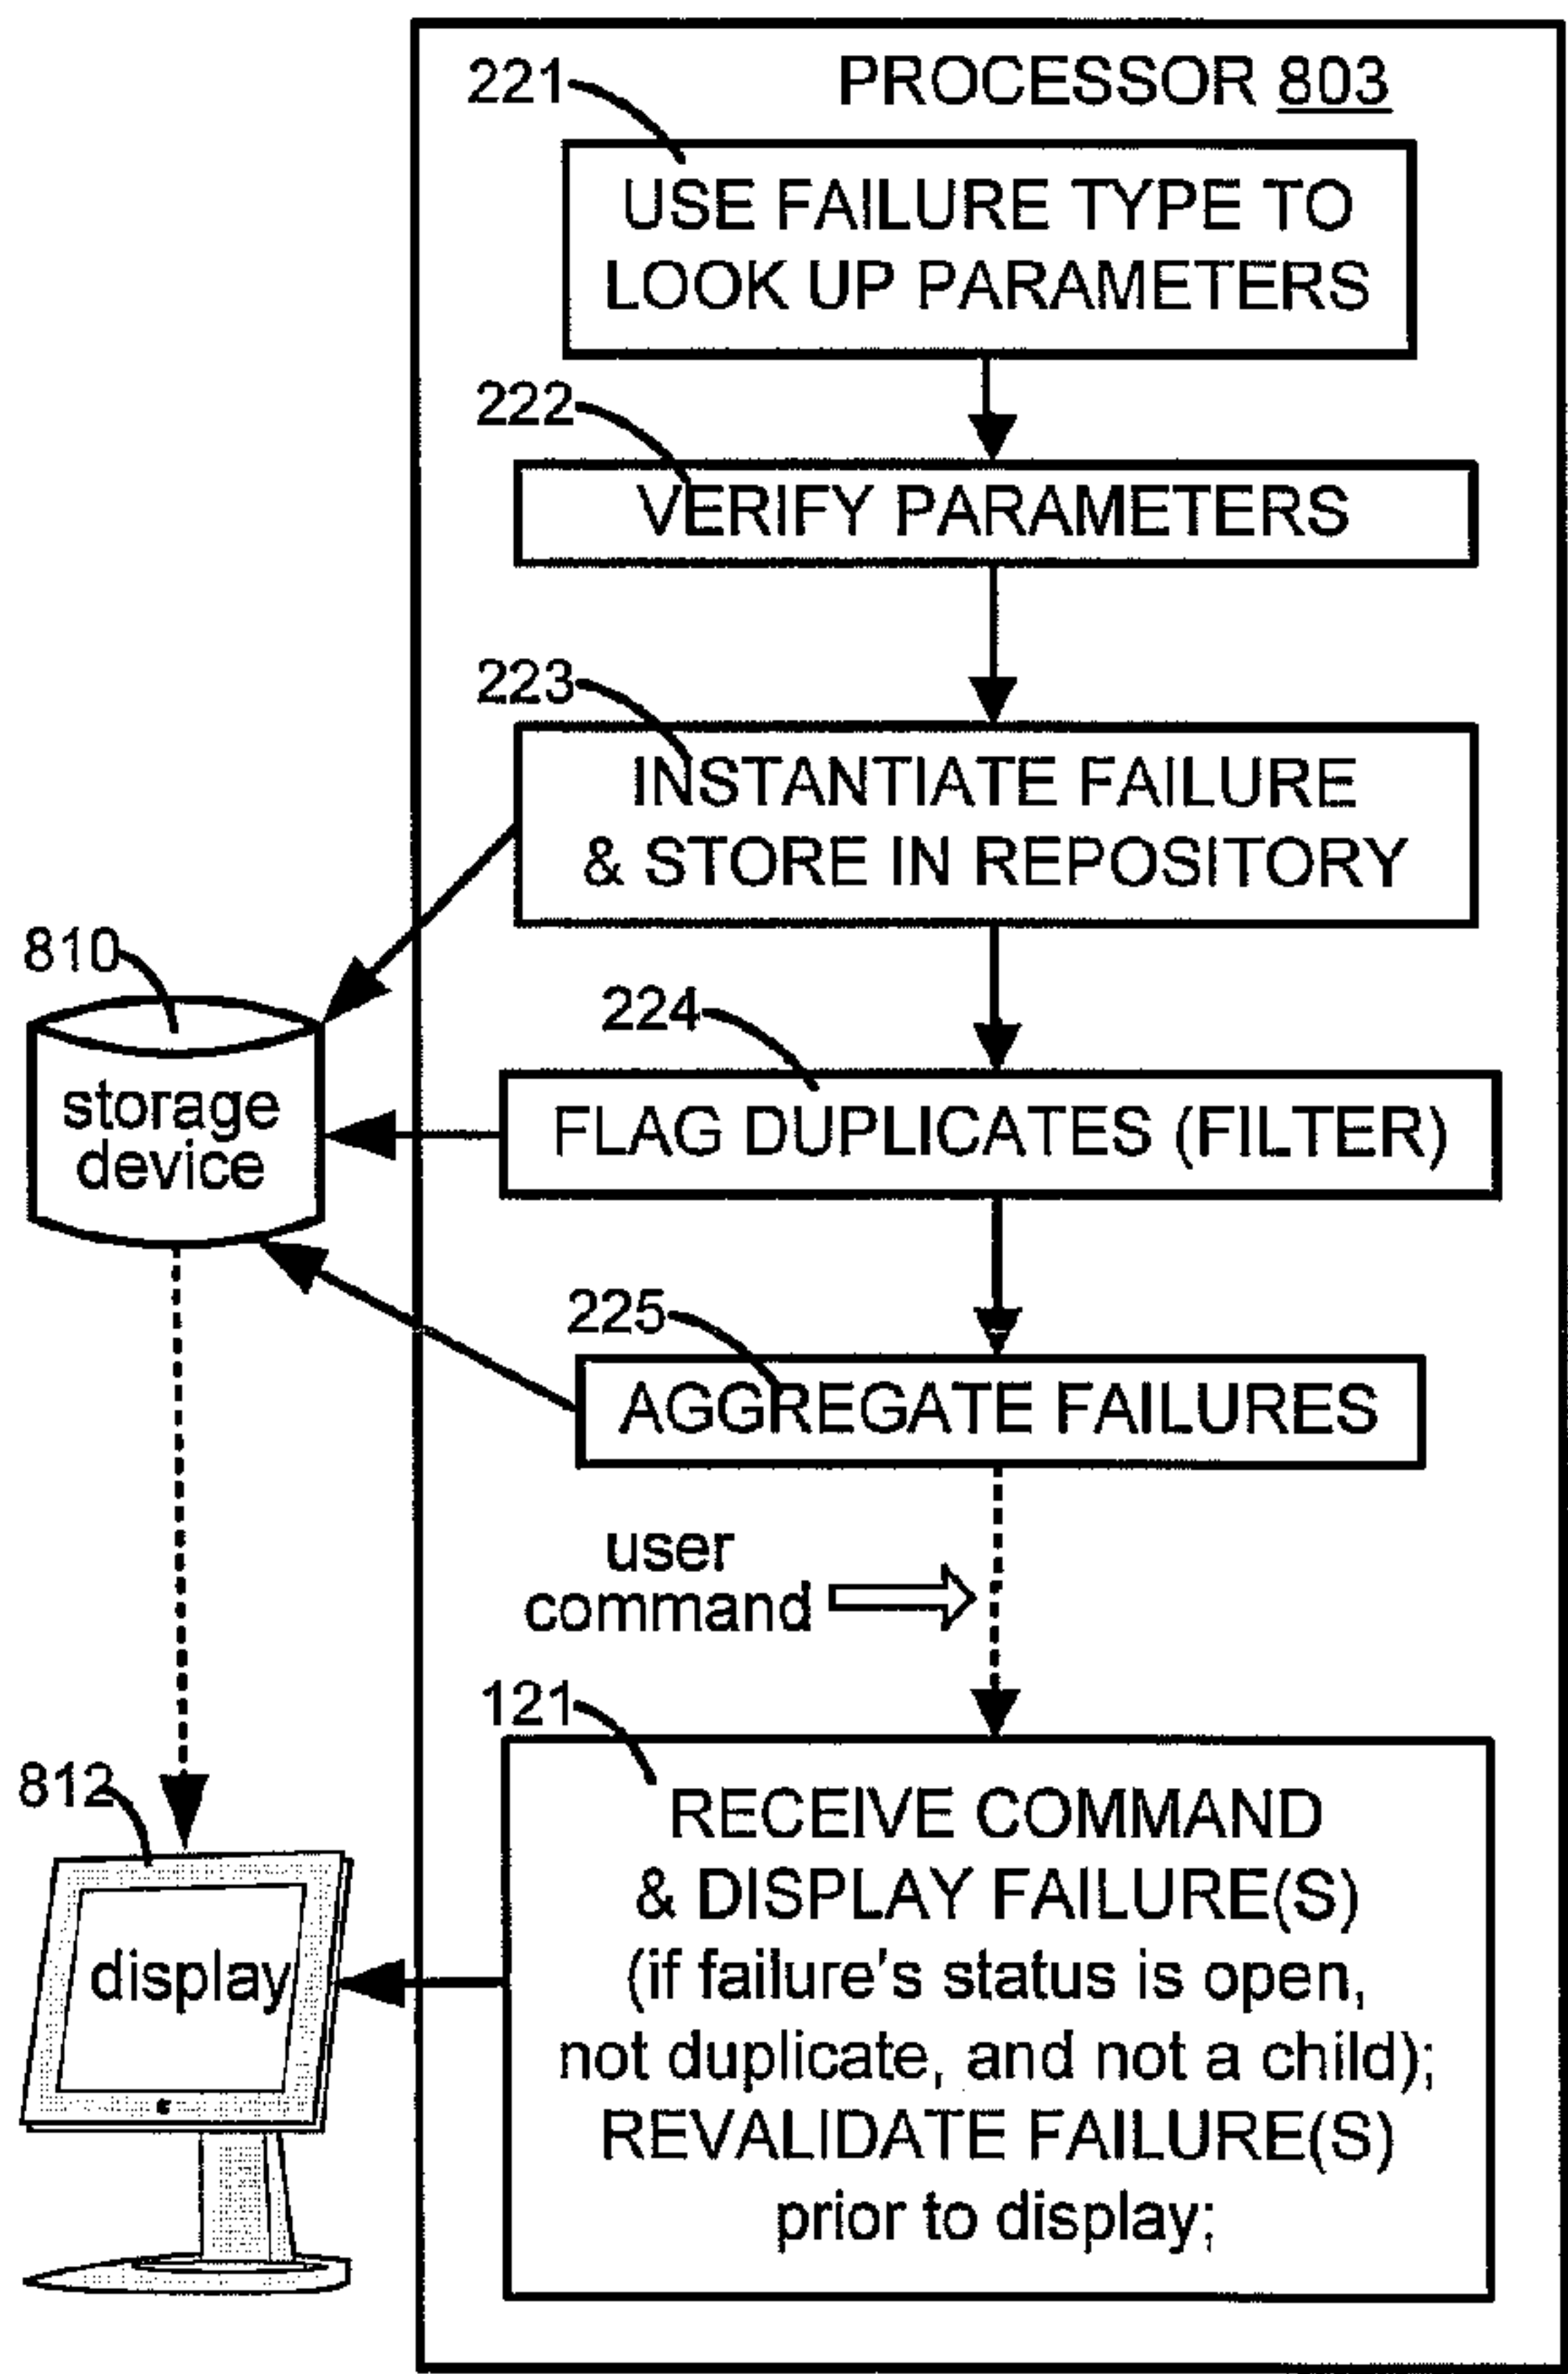 PROCESSOR 803
221
USE FAILURE TYPE TO
LOOK UP PARAMETERS
222
VERIFY PARAMETERS
223
INSTANTIATE FAILURE
& STORE IN REPOSITORY
810
storage
device
224
FLAG DUPLICATES (FILTER)
225
AGGREGATE FAILURES
user
command
121
RECEIVE COMMAND
& DISPLAY FAILURE(S)
(if failure's status is open,
not duplicate, and not a child);
REVALIDATE FAILURE(S)
prior to display;
812
display